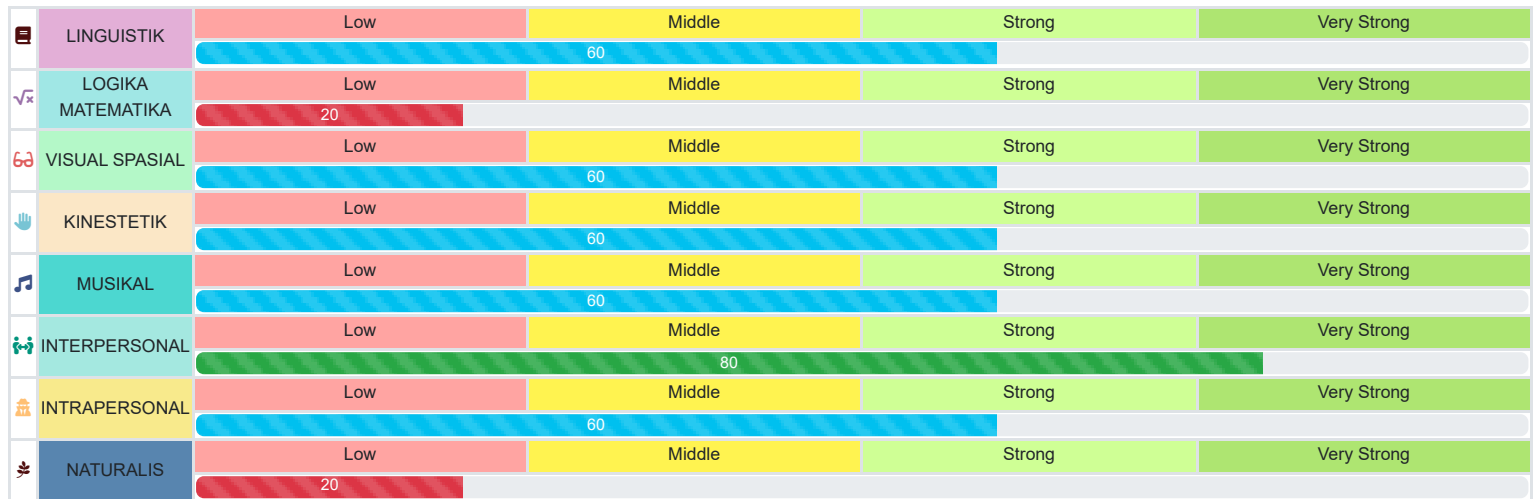 LINGUISTIK
Low Middle Strong Very Strong
60
LOGIKA
MATEMATIKA
Low Middle Strong Very Strong
20
VISUAL SPASIAL
Low Middle Strong Very Strong
60
KINESTETIK
Low Middle Strong Very Strong
60
MUSIKAL
Low Middle Strong Very Strong
60
INTERPERSONAL
Low Middle Strong Very Strong
80
INTRAPERSONAL
Low Middle Strong Very Strong
60
NATURALIS
Low Middle Strong Very Strong
20